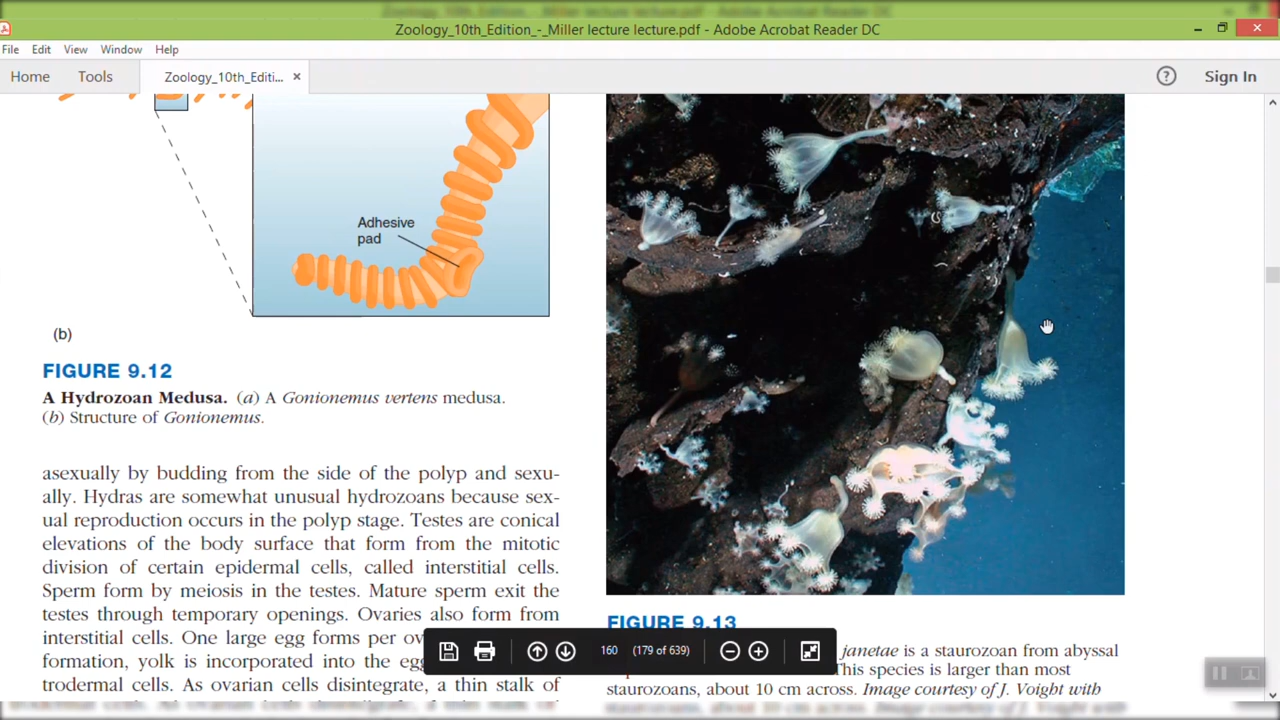 Zoology_10th_Edition_-_Miller lecture lecture.pdf - Adobe Acrobat Reader DC
File Edit View Window Help
Home Tools Zoology_10th_Editi... × ? Sign In
Adhesive
pad
(b)
FIGURE 9.12
A Hydrozoan Medusa. (a) A Gonionemus vertens medusa.
(b) Structure of Gonionemus.
asexually by budding from the side of the polyp and sexu-
ally. Hydras are somewhat unusual hydrozoans because sex-
ual reproduction occurs in the polyp stage. Testes are conical
elevations of the body surface that form from the mitotic
division of certain epidermal cells, called interstitial cells.
Sperm form by meiosis in the testes. Mature sperm exit the
testes through temporary openings. Ovaries also form from
interstitial cells. One large egg forms per
formation, yolk is incorporated into the
trodermal cells. As ovarian cells disintegrate, a thin stalk of
FIGURE 9.13
janetae is a staurozoan from abyssal
This species is larger than most
staurozoans, about 10 cm across. Image courtesy of J. Voight with
160 (179 of 639)